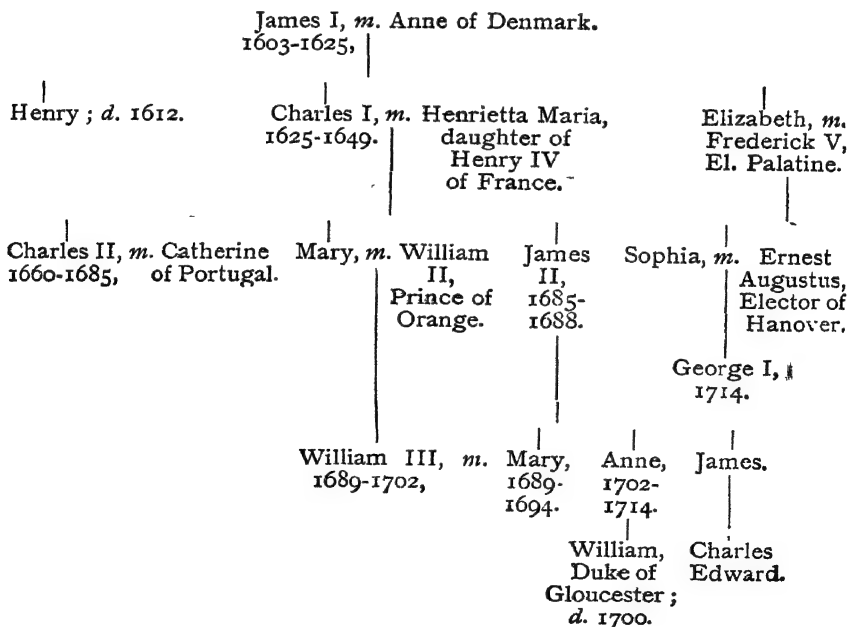 James I, m. Anne of Denmark.
1603-1625,
Henry ; d. 1612.
Charles I, m. Henrietta Maria,
1625-1649. daughter of
Henry IV
of France.
Elizabeth, m.
Frederick V,
El. Palatine.
Charles II, m. Catherine
1660-1685, of Portugal.
Mary, m. William
II,
Prince of
Orange.
James
II,
1685-
1688.
Sophia, m. Ernest
Augustus,
Elector of
Hanover.
George I,
1714.
William III, m. Mary,
1689-1702, 1689-
1694.
Anne,
1702-
1714.
James.
William,
Duke of
Gloucester ;
d. 1700.
Charles
Edward.